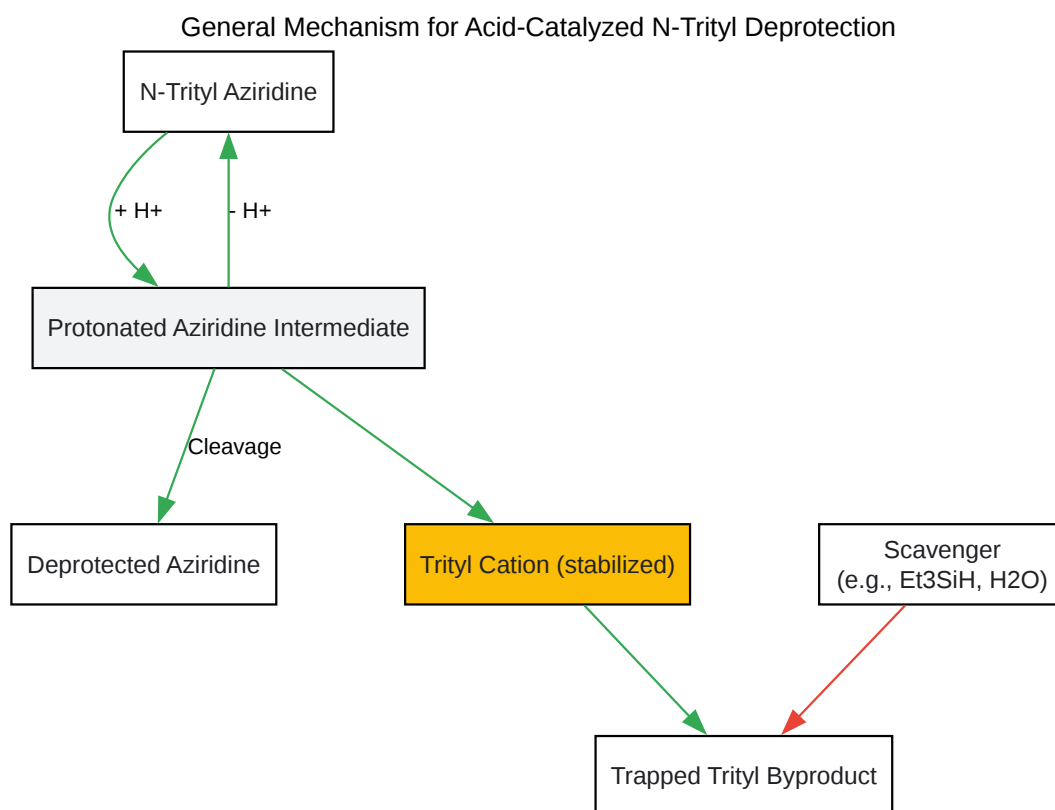 General Mechanism for Acid-Catalyzed N-Trityl Deprotection
N-Trityl Aziridine
+ H+
- H+
Protonated Aziridine Intermediate
Cleavage
Deprotected Aziridine
Trityl Cation (stabilized)
Scavenger
(e.g., Et3SiH, H2O)
Trapped Trityl Byproduct